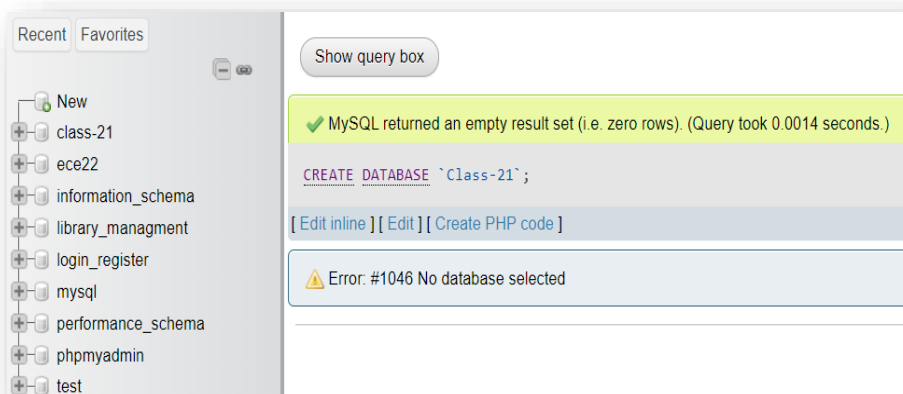 Recent Favorites
New
class-21
ece22
information_schema
library_managment
login_register
mysql
performance_schema
phpmyadmin
test
Show query box
MySQL returned an empty result set (i.e. zero rows). (Query took 0.0014 seconds.)
CREATE DATABASE `Class-21`;
[ Edit inline ] [ Edit ] [ Create PHP code ]
Error: #1046 No database selected